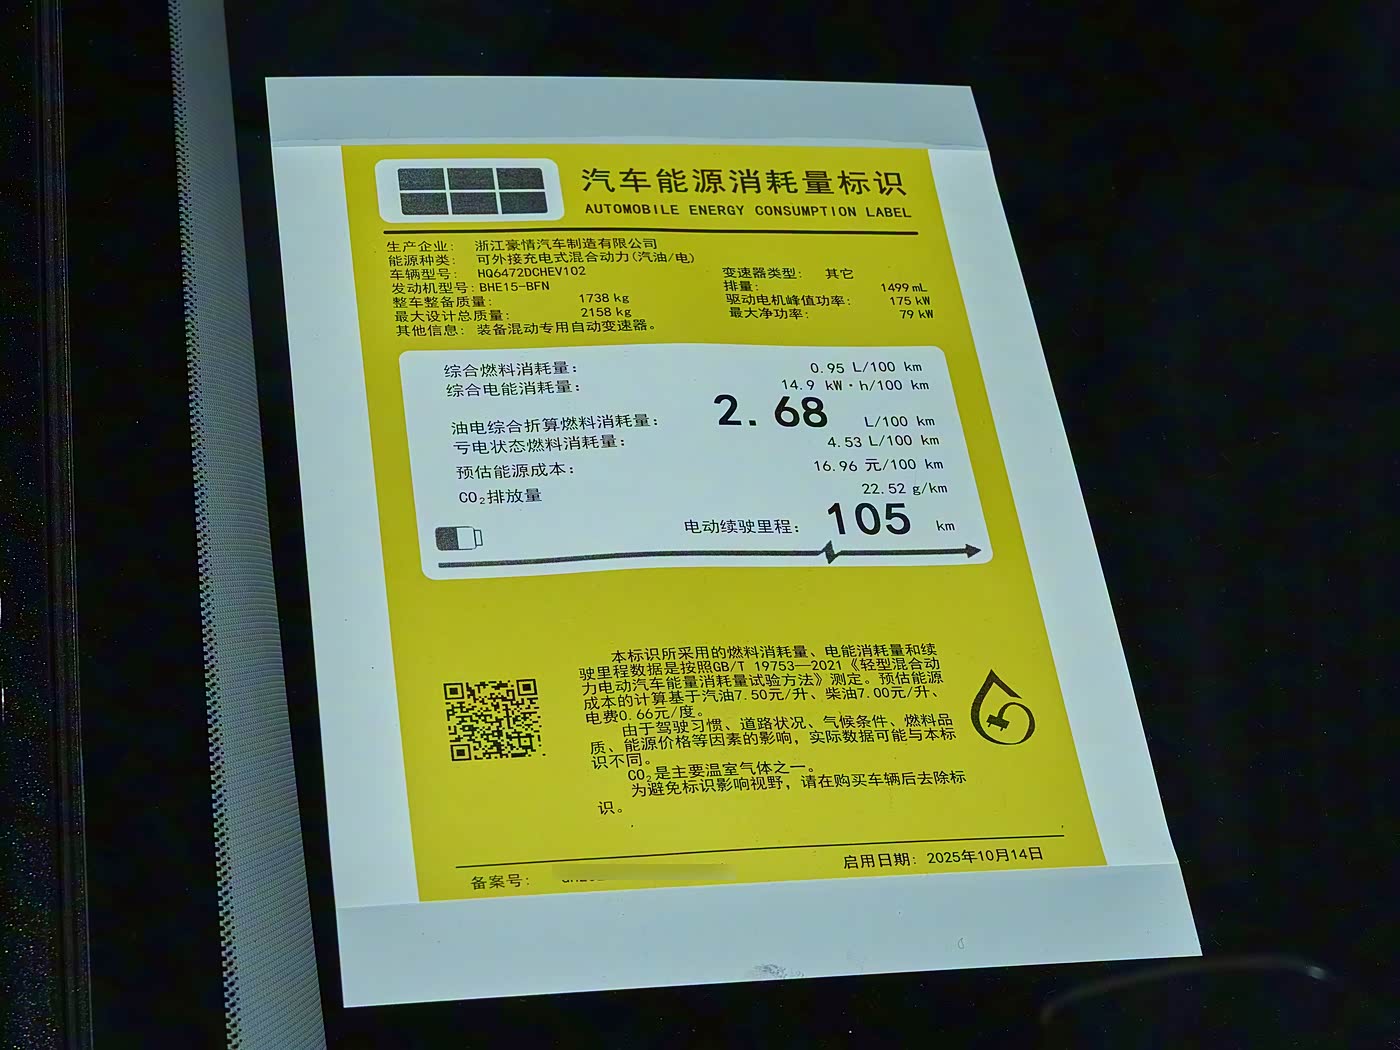 汽车能源消耗量标识
AUTOMOBILE ENERGY CONSUMPTION LABEL
生产企业: 浙江豪情汽车制造有限公司
能源种类: 可外接充电式混合动力(汽油/电)
车辆型号: HQ6472DCHEV102 变速器类型: 其它
发动机型号: BHE15-BFN 排量: 1499 mL
整车整备质量: 1738 kg 驱动电机峰值功率: 175 kW
最大设计总质量: 2158 kg 最大净功率: 79 kW
其他信息: 装备混动专用自动变速器。
综合燃料消耗量: 0.95 L/100 km
综合电能消耗量: 14.9 kW·h/100 km
油电综合折算燃料消耗量: 2.68 L/100 km
亏电状态燃料消耗量: 4.53 L/100 km
预估能源成本: 16.96 元/100 km
CO₂排放量 22.52 g/km
电动续驶里程: 105 km
本标识所采用的燃料消耗量、电能消耗量和续
驶里程数据是按照GB/T 19753—2021《轻型混合动
力电动汽车能量消耗量试验方法》测定。预估能源
成本的计算基于汽油7.50元/升、柴油7.00元/升、
电费0.66元/度。
由于驾驶习惯、道路状况、气候条件、燃料品
质、能源价格等因素的影响，实际数据可能与本标
识不同。
CO₂是主要温室气体之一。
为避免标识影响视野，请在购买车辆后去除标
识。
备案号: 启用日期: 2025年10月14日